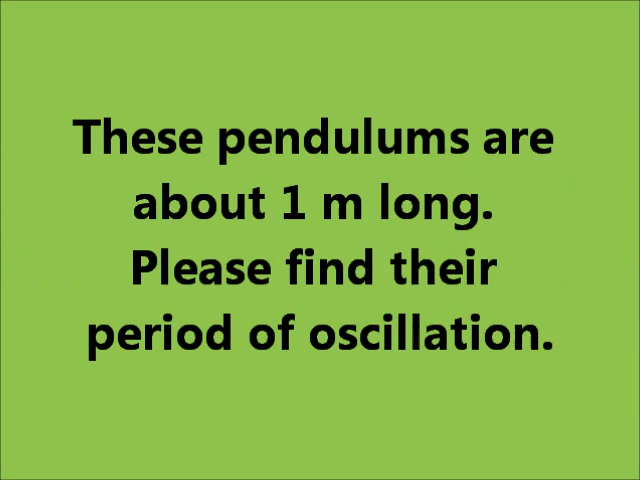 These pendulums are
about 1 m long.
Please find their
period of oscillation.